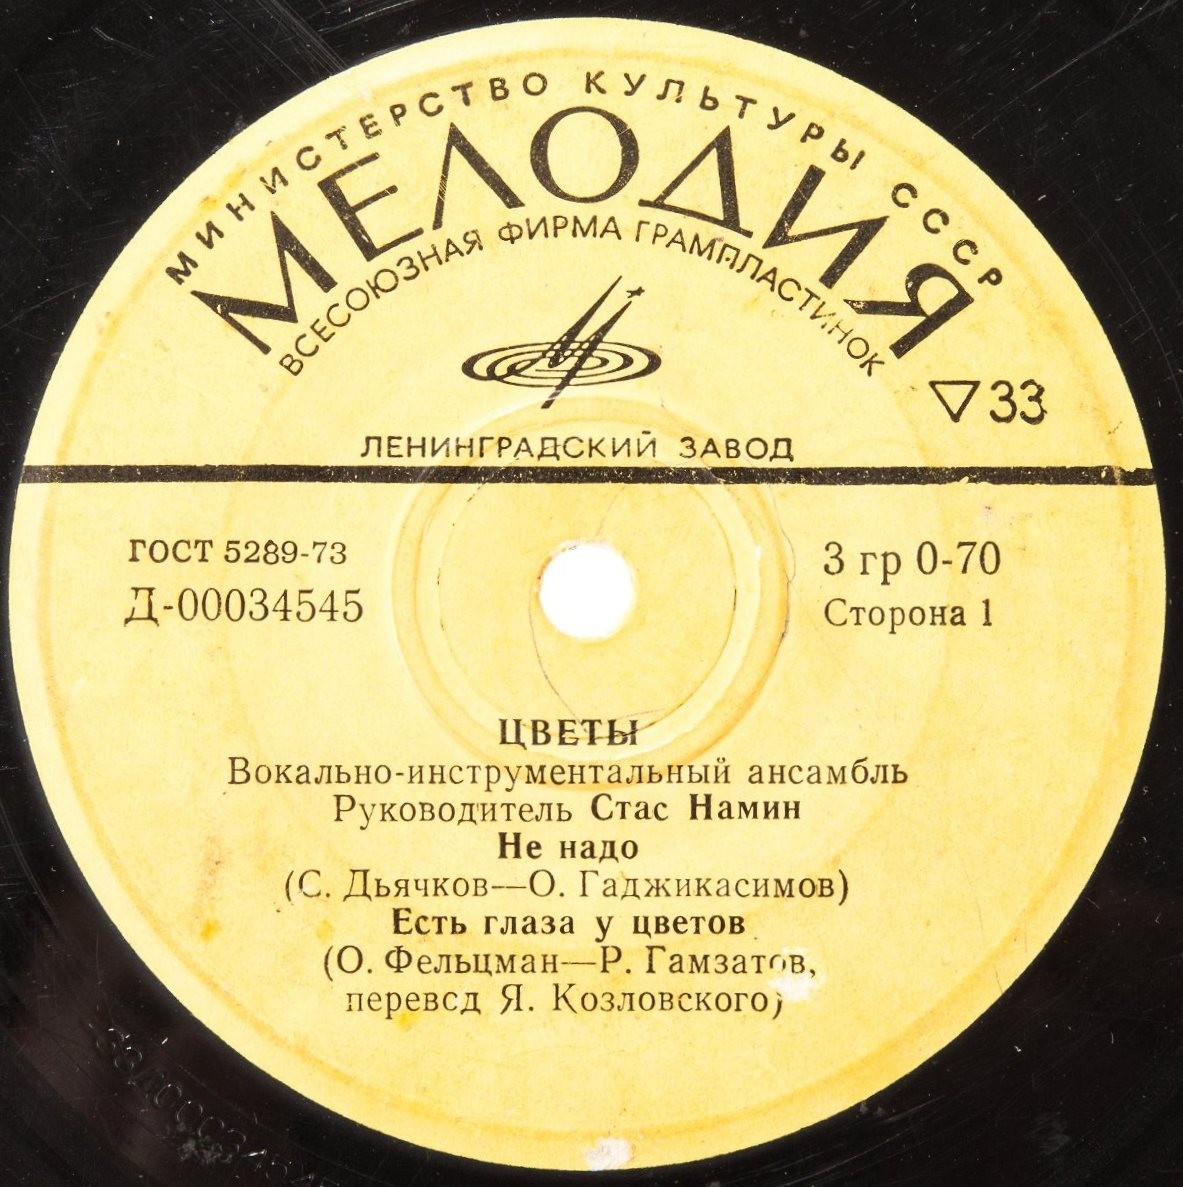 МИНИСТЕРСТВО КУЛЬТУРЫ СССР
МЕЛОДИЯ
ВСЕСОЮЗНАЯ ФИРМА ГРАМПЛАСТИНОК
▽33
ЛЕНИНГРАДСКИЙ ЗАВОД
ГОСТ 5289-73
3 гр 0-70
Д-00034545
Сторона 1
ЦВЕТЫ
Вокально-инструментальный ансамбль
Руководитель Стас Намин
Не надо
(С. Дьячков—О. Гаджикасимов)
Есть глаза у цветов
(О. Фельцман—Р. Гамзатов,
перевод Я. Козловского)